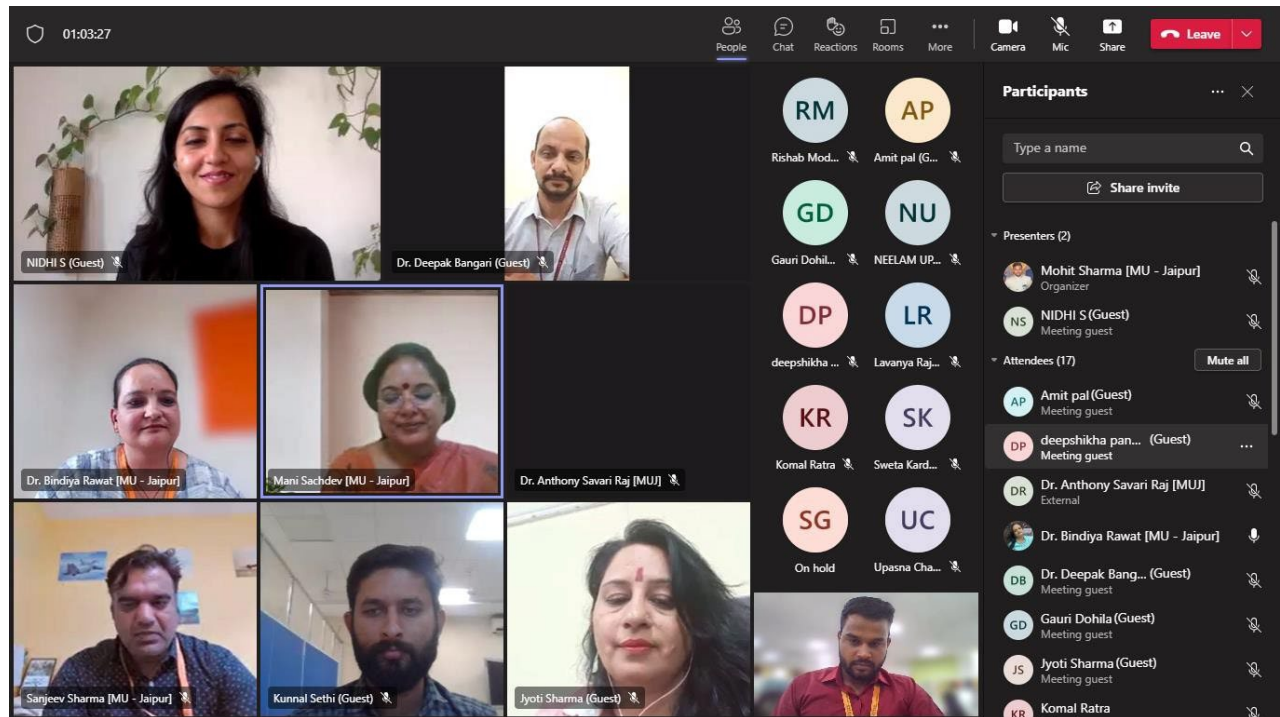 01:03:27
People
Chat
Reactions
Rooms
More
Camera
Mic
Share
Leave
NIDHI S (Guest)
Dr. Deepak Bangari (Guest)
Dr. Bindiya Rawat [MU - Jaipur]
Mani Sachdev [MU - Jaipur]
Dr. Anthony Savari Raj [MUJ]
Sanjeev Sharma [MU - Jaipur]
Kunnal Sethi (Guest)
Jyoti Sharma (Guest)
RM
Rishab Mod...
AP
Amit pal (G...
GD
Gauri Dohil...
NU
NEELAM UP...
DP
deepshikha ...
LR
Lavanya Raj...
KR
Komal Ratra
SK
Sweta Kard...
SG
On hold
UC
Upasna Cha...
Participants
Type a name
Share invite
Presenters (2)
Mohit Sharma [MU - Jaipur]
Organizer
NS
NIDHI S (Guest)
Meeting guest
Attendees (17)
Mute all
AP
Amit pal (Guest)
Meeting guest
DP
deepshikha pan... (Guest)
Meeting guest
DR
Dr. Anthony Savari Raj [MUJ]
External
Dr. Bindiya Rawat [MU - Jaipur]
DB
Dr. Deepak Bang... (Guest)
Meeting guest
GD
Gauri Dohila (Guest)
Meeting guest
JS
Jyoti Sharma (Guest)
Meeting guest
KR
Komal Ratra